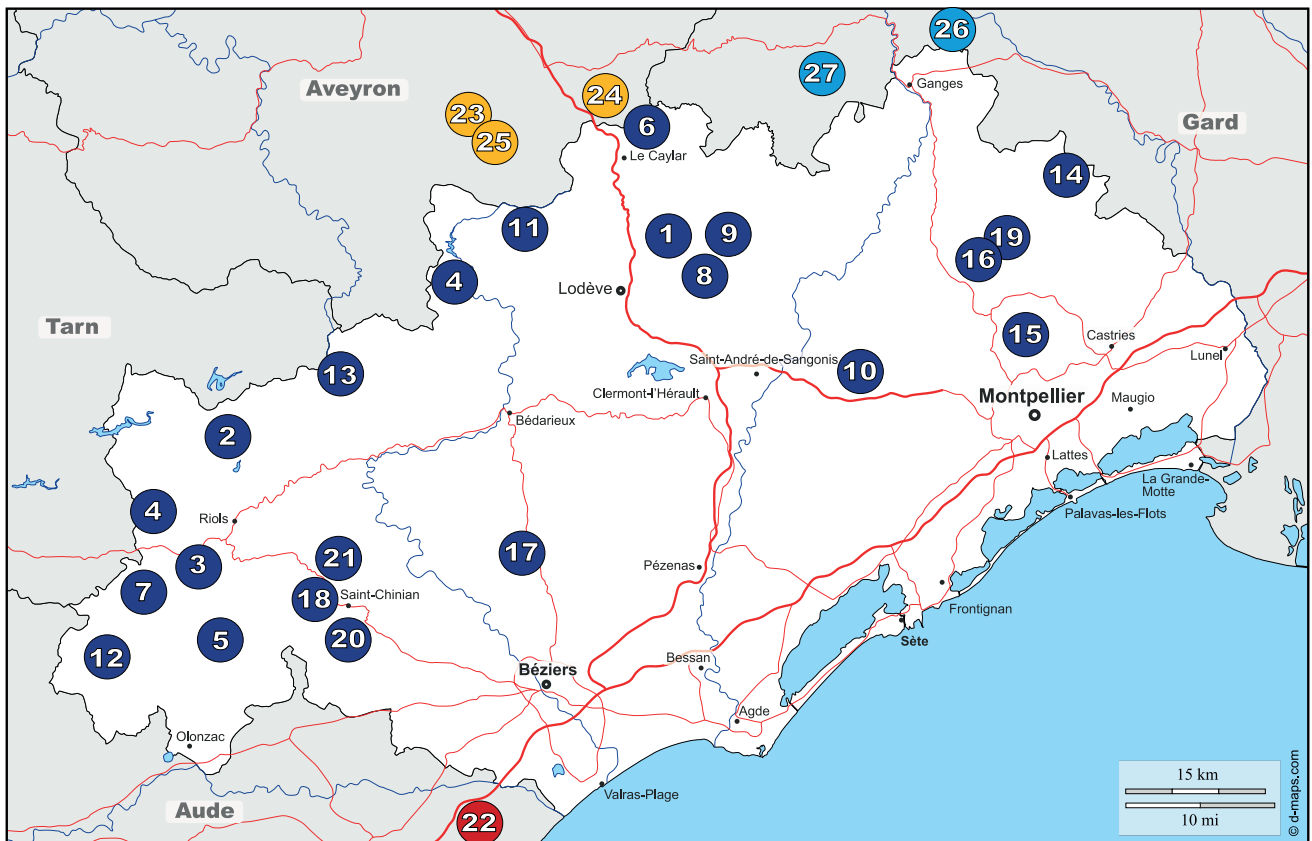 26
27
Aveyron
Ganges
24
23
6
Gard
25
Le Caylar
14
11
1
9
19
16
8
4
Lodève
Tarn
15
Castries
Lunel
Saint-André-de-Sangonis
10
13
Clermont-l'Hérault
Montpellier
Maugio
Bédarieux
2
Lattes
La Grande-
Motte
Palavas-les-Flots
4
Riols
21
17
3
Pézenas
7
Frontignan
18
Saint-Chinian
Sète
5
20
12
Bessan
Béziers
Agde
Olonzac
15 km
Valras-Plage
10 mi
Aude
22
© d-maps.com